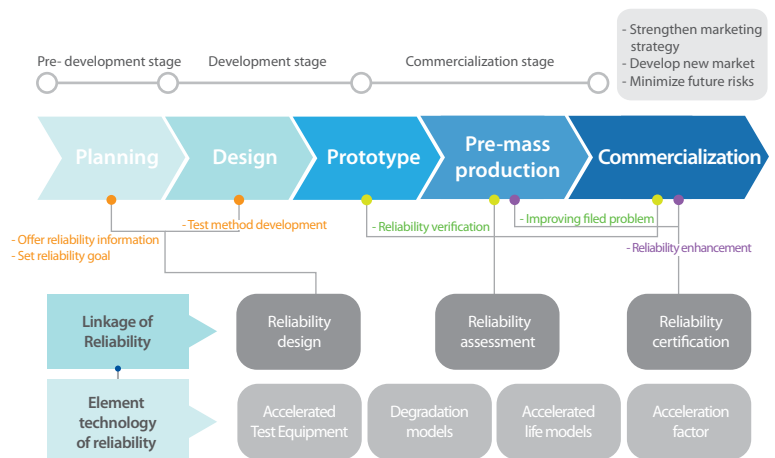 - Strengthen marketing
strategy
- Develop new market
- Minimize future risks
Pre- development stage
Development stage
Commercialization stage
Planning
Design
Prototype
Pre-mass
production
Commercialization
- Offer reliability information
- Set reliability goal
- Test method development
- Reliability verification
- Improving filed problem
- Reliability enhancement
Linkage of
Reliability
Reliability
design
Reliability
assessment
Reliability
certification
Element
technology
of reliability
Accelerated
Test Equipment
Degradation
models
Accelerated
life models
Acceleration
factor